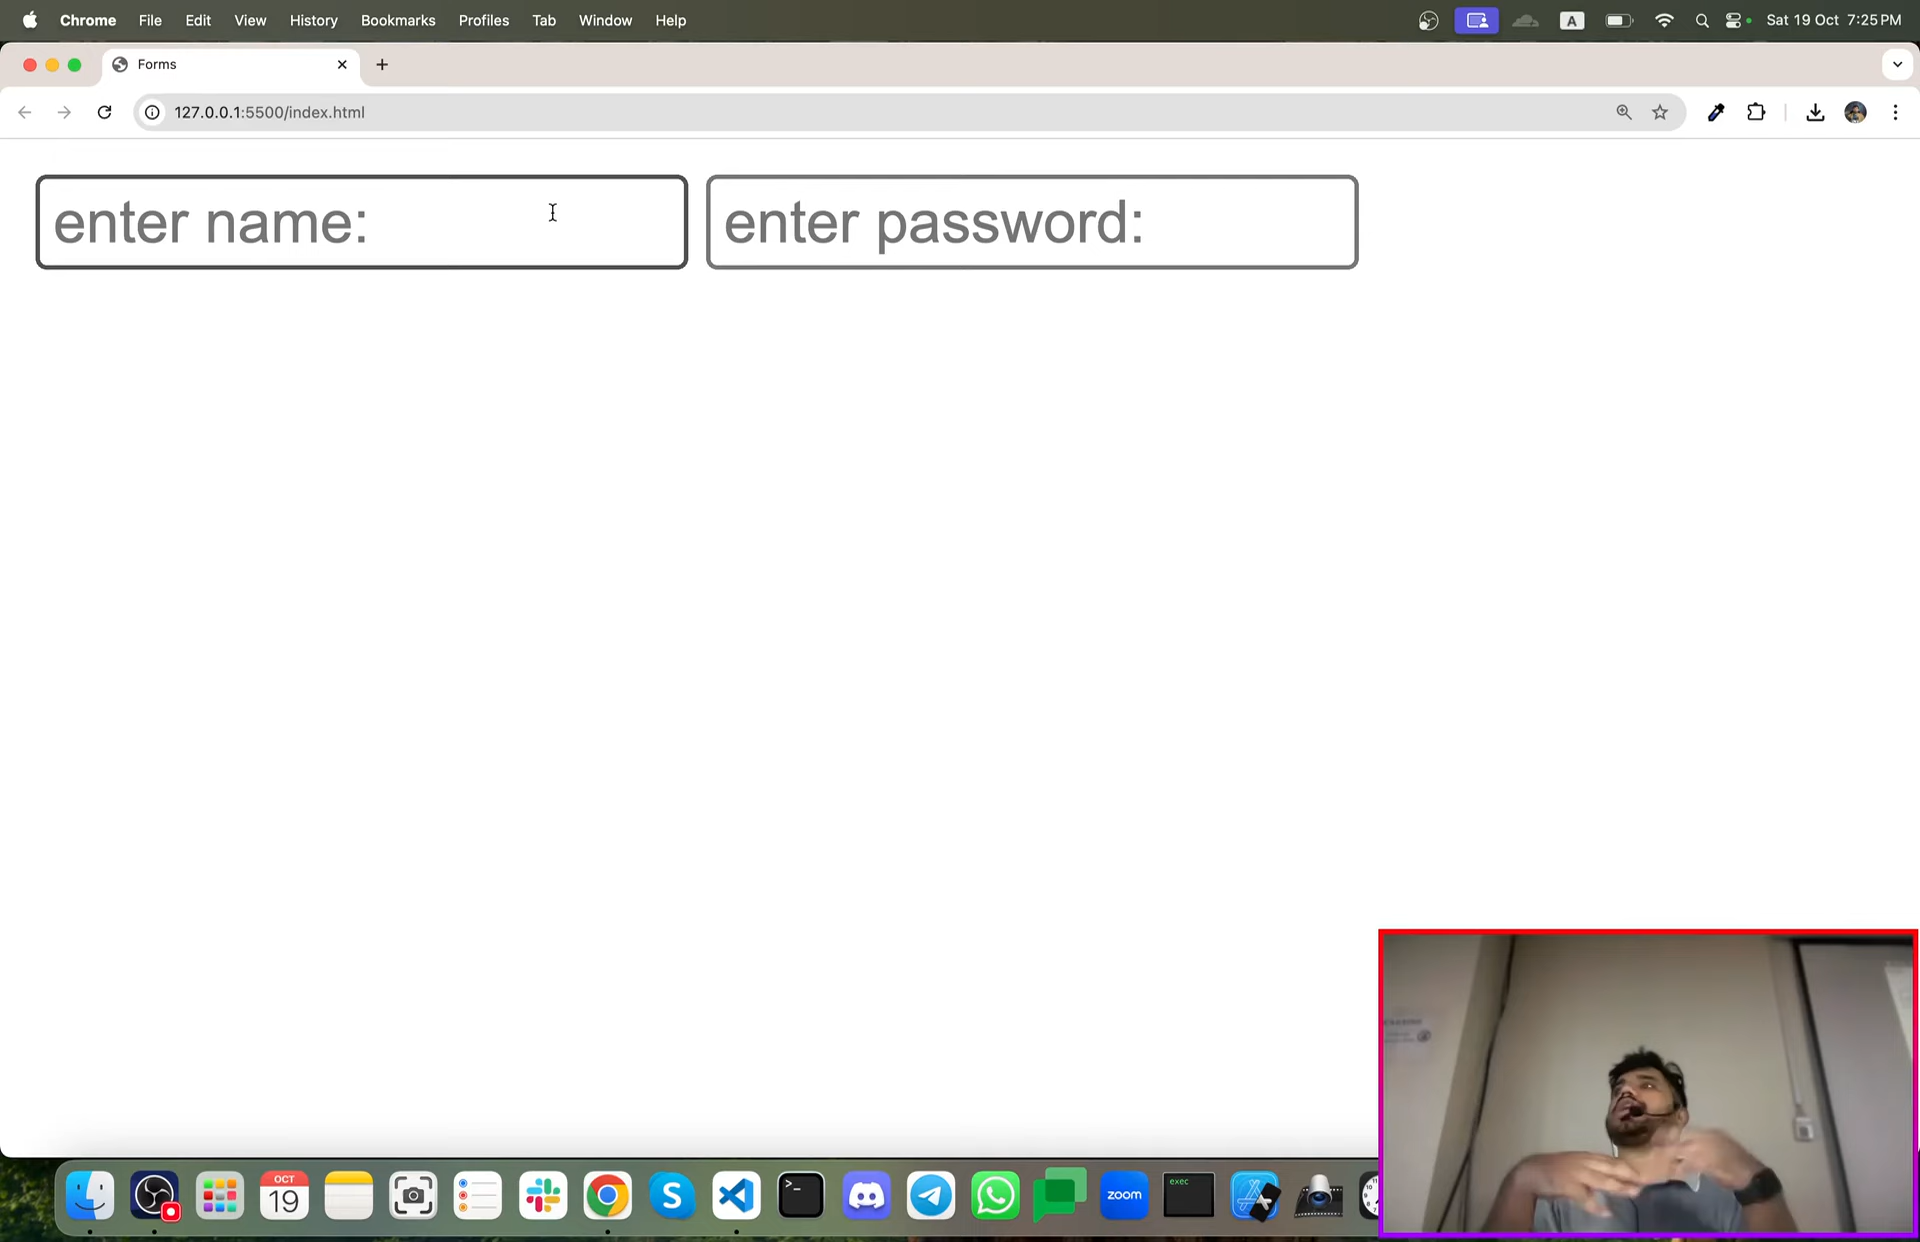 Chrome File Edit View History Bookmarks Profiles Tab Window Help A Sat 19 Oct 7:25 PM
Forms
127.0.0.1:5500/index.html
enter name: enter password:
OCT
19
S
>_
zoom
exec